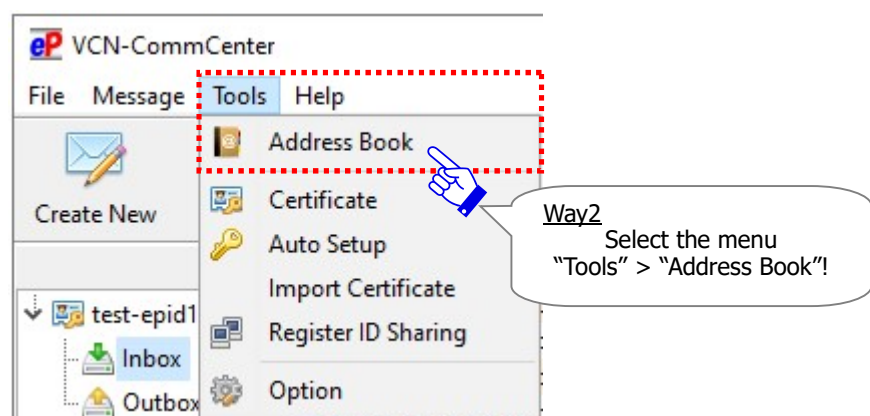 eP VCN-CommCenter
File Message Tools Help
Address Book
Create New
Certificate
Auto Setup
Import Certificate
Register ID Sharing
Option
test-epid1
Inbox
Outbox
Way2
Select the menu
“Tools” > “Address Book”!